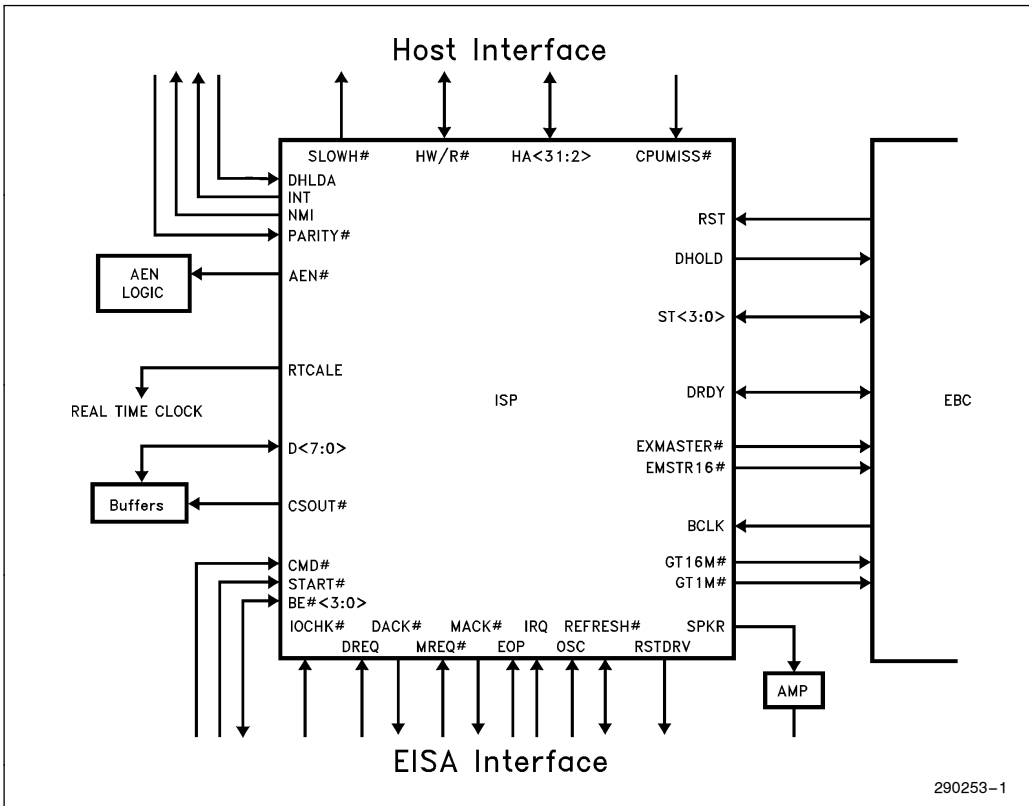 Host Interface
SLOWH# HW/R# HA<31:2> CPUMISS#
DHLDA
INT
NMI
PARITY#
AEN#
AEN
LOGIC
RTCALE
REAL TIME CLOCK
D<7:0>
Buffers
CSOUT#
CMD#
START#
BE#<3:0>
ISP
RST
DHOLD
ST<3:0>
DRDY
EXMASTER#
EMSTR16#
BCLK
GT16M#
GT1M#
SPKR
EBC
AMP
IOCHK# DACK# MACK# IRQ REFRESH#
DREQ MREQ# EOP OSC RSTDRV
EISA Interface
290253-1